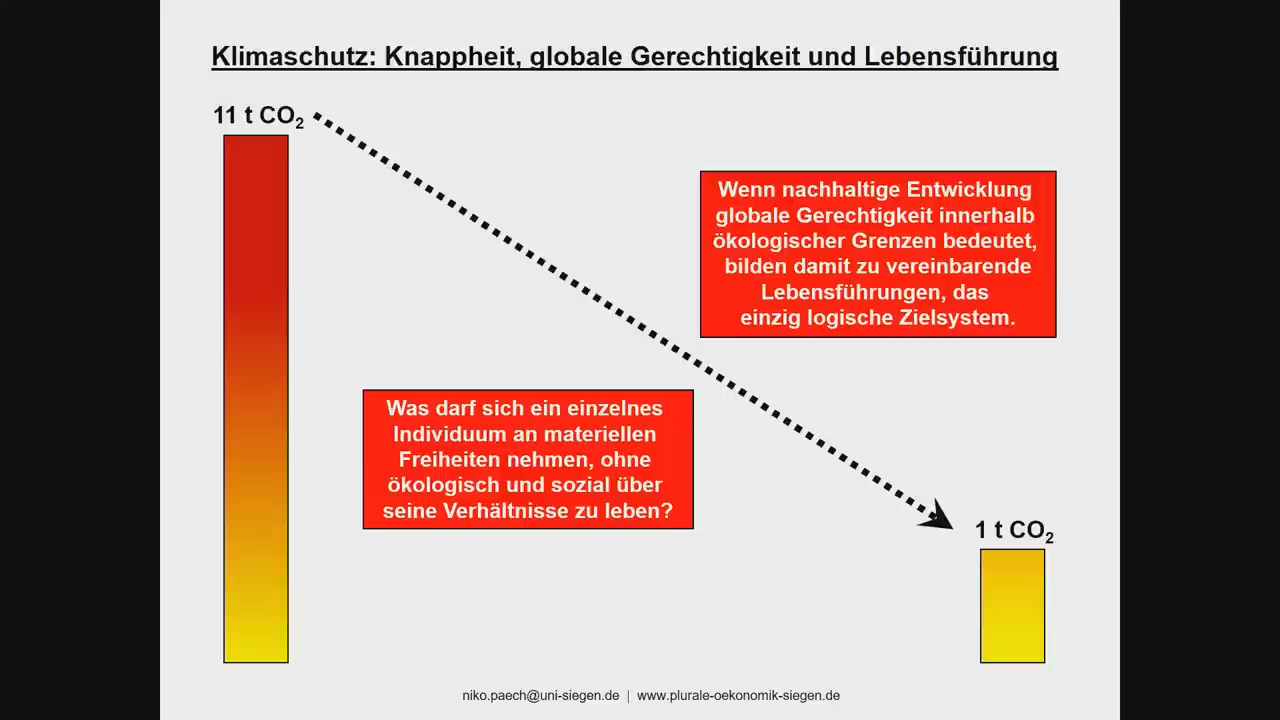 Klimaschutz: Knappheit, globale Gerechtigkeit und Lebensführung
11 t CO₂
Wenn nachhaltige Entwicklung
globale Gerechtigkeit innerhalb
ökologischer Grenzen bedeutet,
bilden damit zu vereinbarende
Lebensführungen, das
einzig logische Zielsystem.
Was darf sich ein einzelnes
Individuum an materiellen
Freiheiten nehmen, ohne
ökologisch und sozial über
seine Verhältnisse zu leben?
1 t CO₂
niko.paech@uni-siegen.de | www.plurale-oekonomik-siegen.de